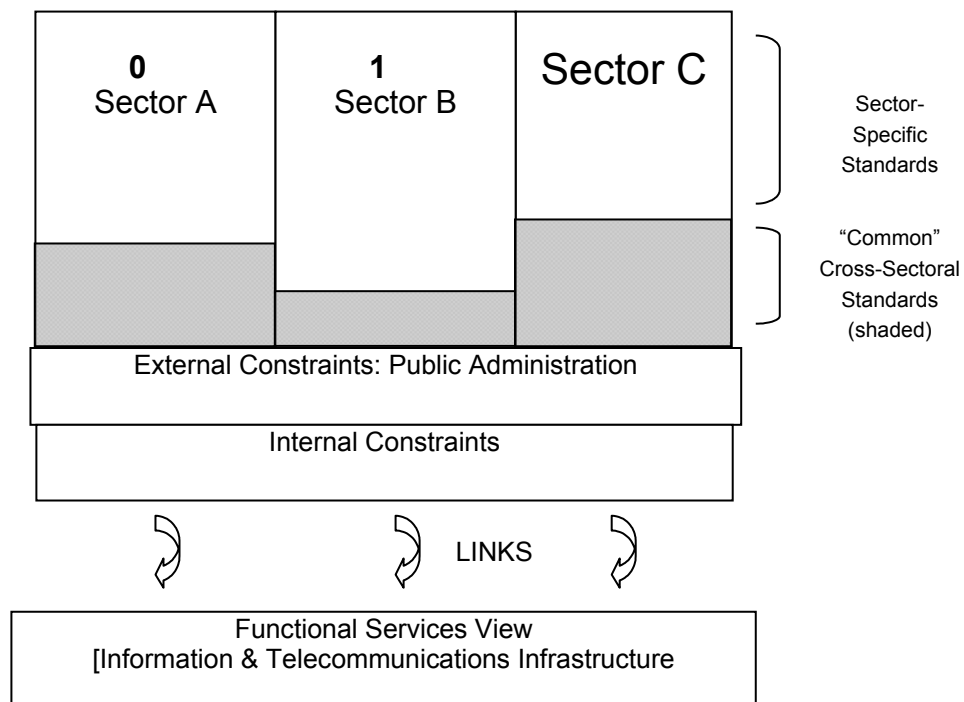 0
Sector A
1
Sector B
Sector C
Sector-
Specific
Standards
“Common”
Cross-Sectoral
Standards
(shaded)
External Constraints: Public Administration
Internal Constraints
LINKS
Functional Services View
[Information & Telecommunications Infrastructure